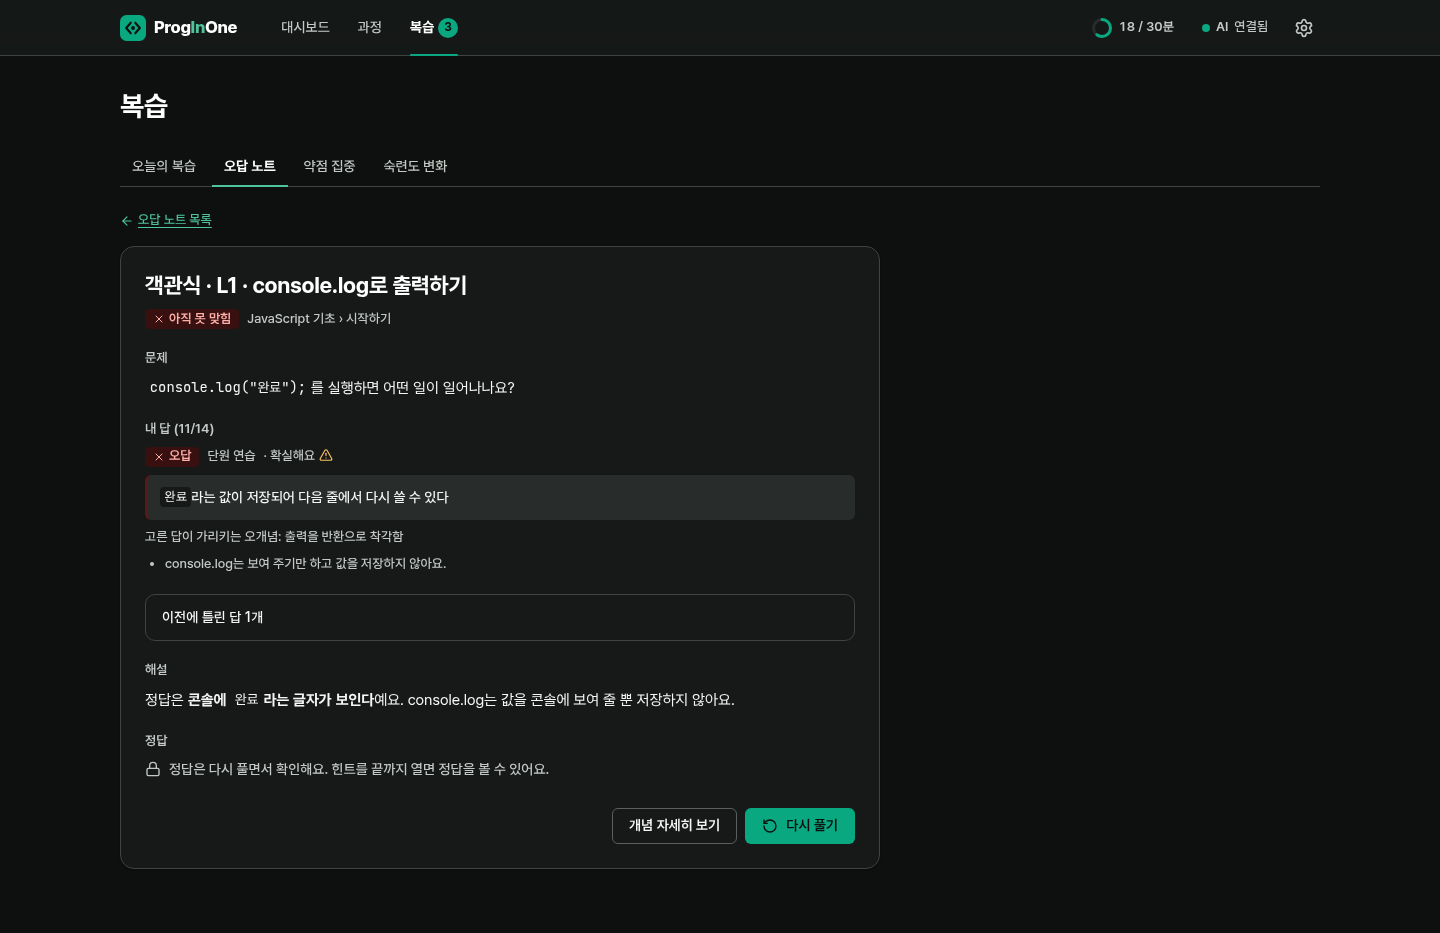 ProgInOne
대시보드
과정
복습 3
18 / 30분
AI 연결됨
복습
오늘의 복습
오답 노트
약점 집중
숙련도 변화
오답 노트 목록
객관식 · L1 · console.log로 출력하기
아직 못 맞힘 JavaScript 기초 › 시작하기
문제
console.log("완료"); 를 실행하면 어떤 일이 일어나나요?
내 답 (11/14)
오답 단원 연습 · 확실해요
완료라는 값이 저장되어 다음 줄에서 다시 쓸 수 있다
고른 답이 가리키는 오개념: 출력을 반환으로 착각함
• console.log는 보여 주기만 하고 값을 저장하지 않아요.
이전에 틀린 답 1개
해설
정답은 콘솔에 완료 라는 글자가 보인다예요. console.log는 값을 콘솔에 보여 줄 뿐 저장하지 않아요.
정답
정답은 다시 풀면서 확인해요. 힌트를 끝까지 열면 정답을 볼 수 있어요.
개념 자세히 보기
다시 풀기